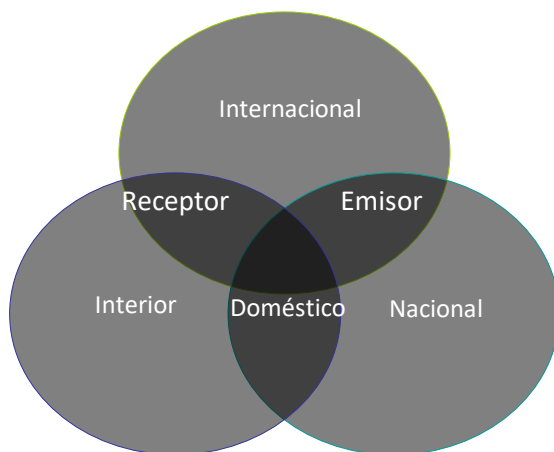 Internacional
Receptor
Emisor
Interior
Doméstico
Nacional